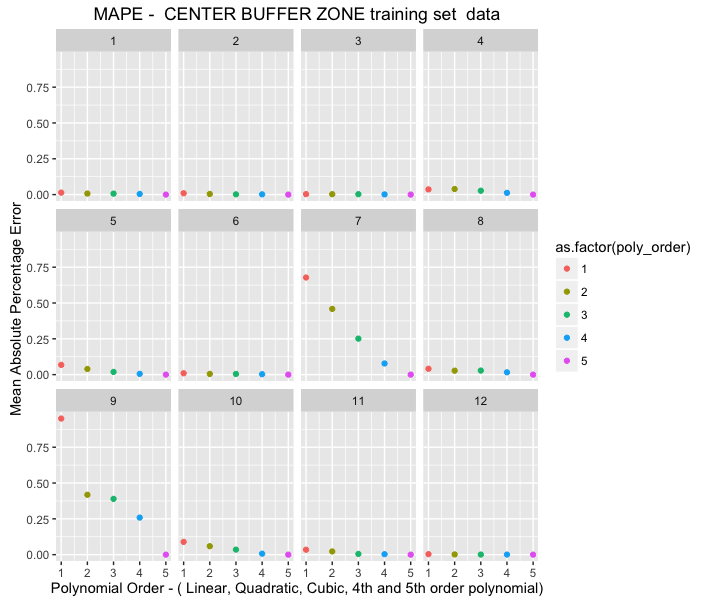 MAPE -  CENTER BUFFER ZONE training set  data
1 2 3 4
0.75
0.50
0.25
0.00
5 6 7 8
0.75
0.50
0.25
0.00
9 10 11 12
0.75
0.50
0.25
0.00
1 2 3 4 5 1 2 3 4 5 1 2 3 4 5 1 2 3 4 5
Polynomial Order - ( Linear, Quadratic, Cubic, 4th and 5th order polynomial)
Mean Absolute Percentage Error
as.factor(poly_order)
1
2
3
4
5